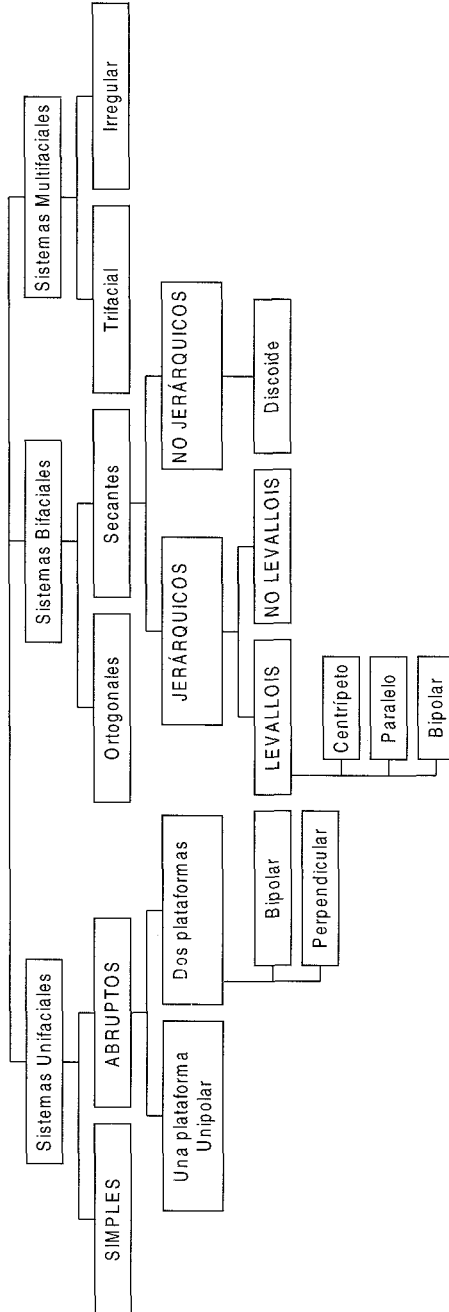 Sistemas Unifaciales
Sistemas Bifaciales
Sistemas Multifaciales
SIMPLES
ABRUPTOS
Ortogonales
Secantes
Trifacial
Irregular
Una plataforma
Unipolar
Dos plataformas
JERÁRQUICOS
NO JERÁRQUICOS
Bipolar
Perpendicular
LEVALLOIS
NO LEVALLOIS
Discoide
Centrípeto
Paralelo
Bipolar